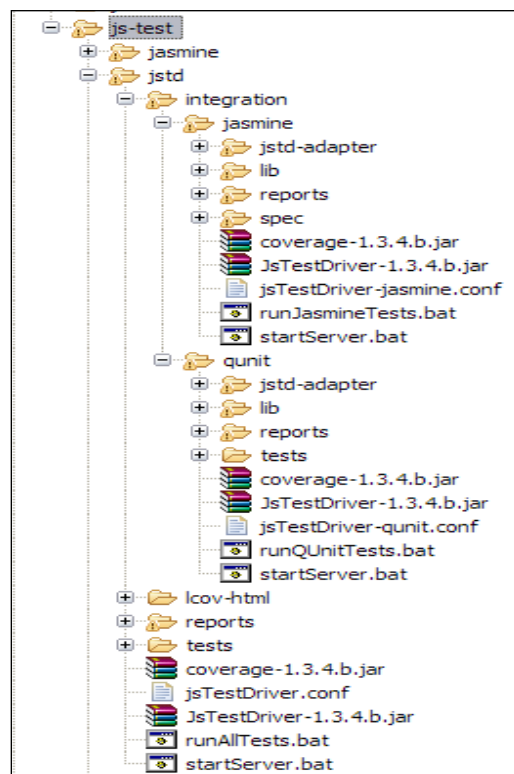 js-test
jasmine
jstd
integration
jasmine
jstd-adapter
lib
reports
spec
coverage-1.3.4.b.jar
JsTestDriver-1.3.4.b.jar
jsTestDriver-jasmine.conf
runJasmineTests.bat
startServer.bat
qunit
jstd-adapter
lib
reports
tests
coverage-1.3.4.b.jar
JsTestDriver-1.3.4.b.jar
jsTestDriver-qunit.conf
runQUnitTests.bat
startServer.bat
lcov-html
reports
tests
coverage-1.3.4.b.jar
jsTestDriver.conf
JsTestDriver-1.3.4.b.jar
runAllTests.bat
startServer.bat